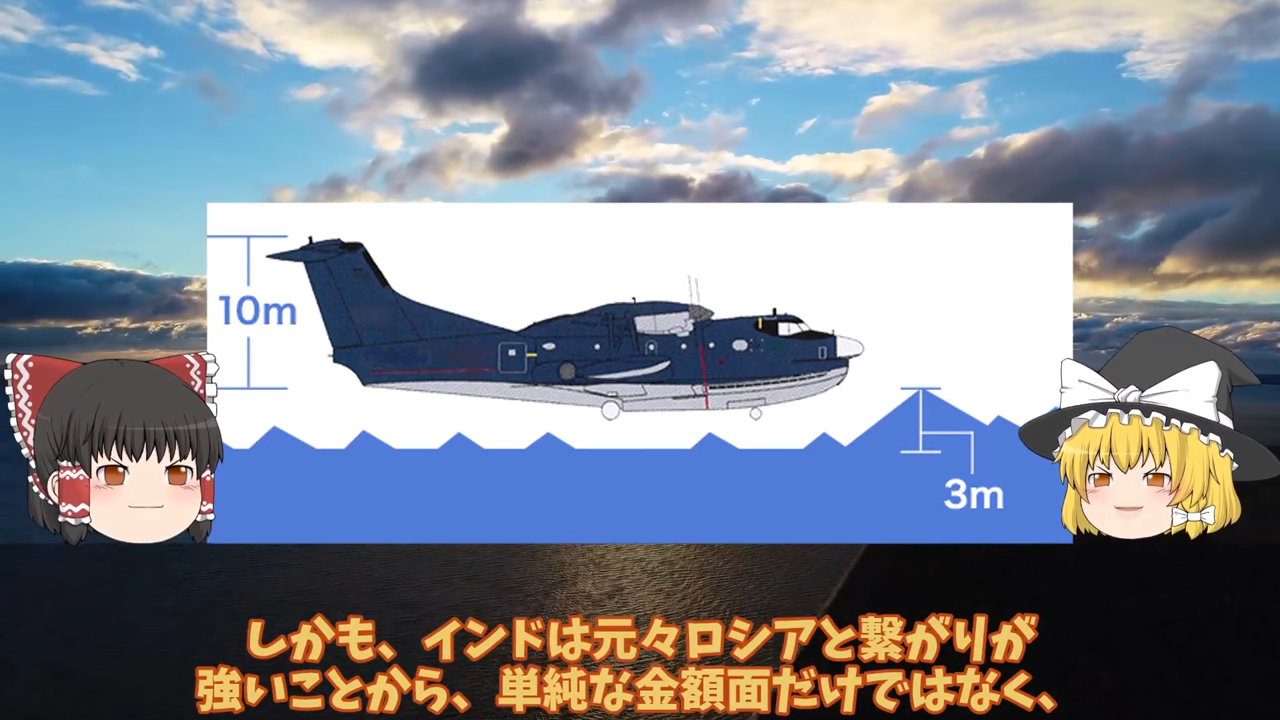 10m
3m
しかも、インドは元々ロシアと繋がりが
強いことから、単純な金額面だけではなく、